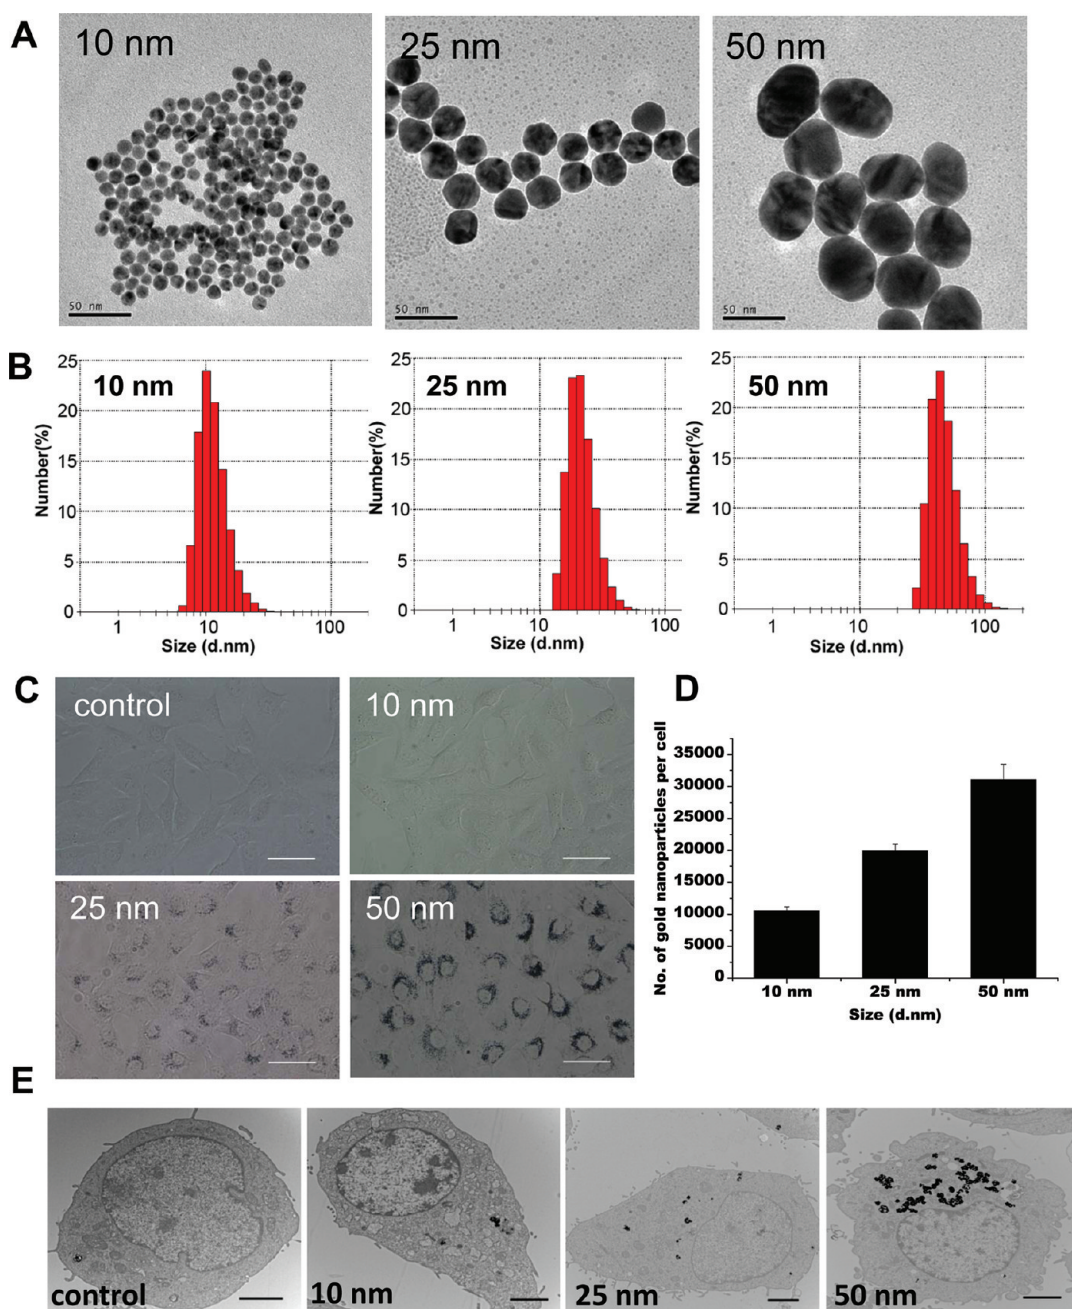 A
10 nm
25 nm
50 nm
50 nm
50 nm
50 nm
B
10 nm
25 nm
50 nm
Number(%)
25
20
15
10
5
0
1
10
100
Size (d.nm)
Number(%)
25
20
15
10
5
0
1
10
100
Size (d.nm)
Number(%)
25
20
15
10
5
0
1
10
100
Size (d.nm)
C
control
10 nm
25 nm
50 nm
D
No. of gold nanoparticles per cell
35000
30000
25000
20000
15000
10000
5000
0
10 nm
25 nm
50 nm
Size (d.nm)
E
control
10 nm
25 nm
50 nm